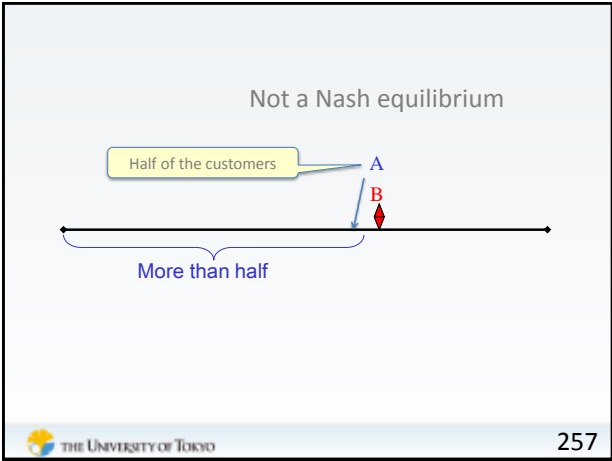 Not a Nash equilibrium
Half of the customers
A
B
More than half
THE UNIVERSITY OF TOKYO
257